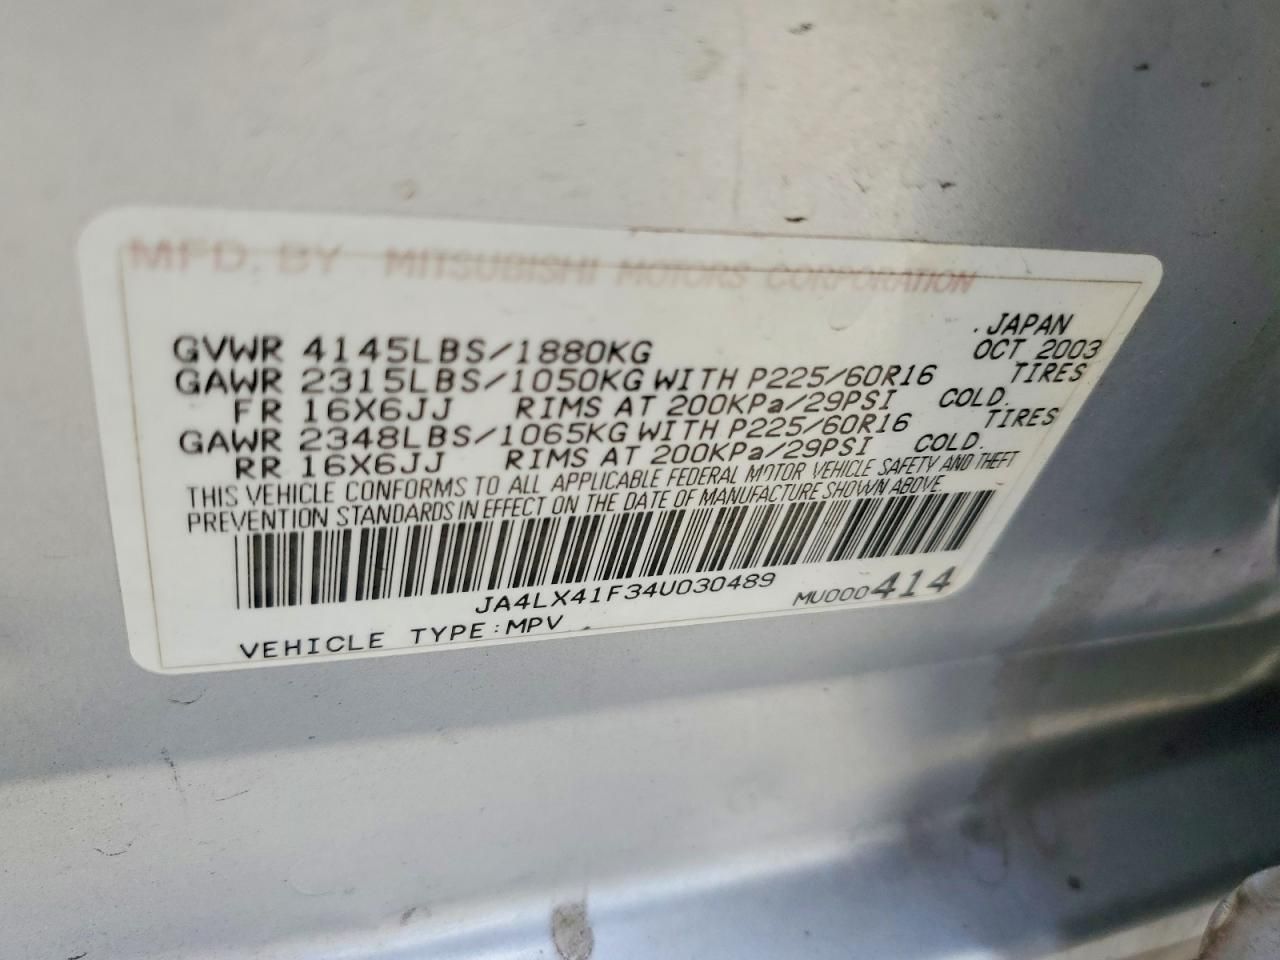 MFD. BY MITSUBISHI MOTORS CORPORATION
JAPAN
GVWR 4145LBS/1880KG OCT 2003
GAWR 2315LBS/1050KG WITH P225/60R16 TIRES
FR 16X6JJ RIMS AT 200KPa/29PSI COLD.
GAWR 2348LBS/1065KG WITH P225/60R16 TIRES
RR 16X6JJ RIMS AT 200KPa/29PSI COLD.
THIS VEHICLE CONFORMS TO ALL APPLICABLE FEDERAL MOTOR VEHICLE SAFETY AND THEFT
PREVENTION STANDARDS IN EFFECT ON THE DATE OF MANUFACTURE SHOWN ABOVE.
JA4LX41F34U030489 MU000414
VEHICLE TYPE:MPV